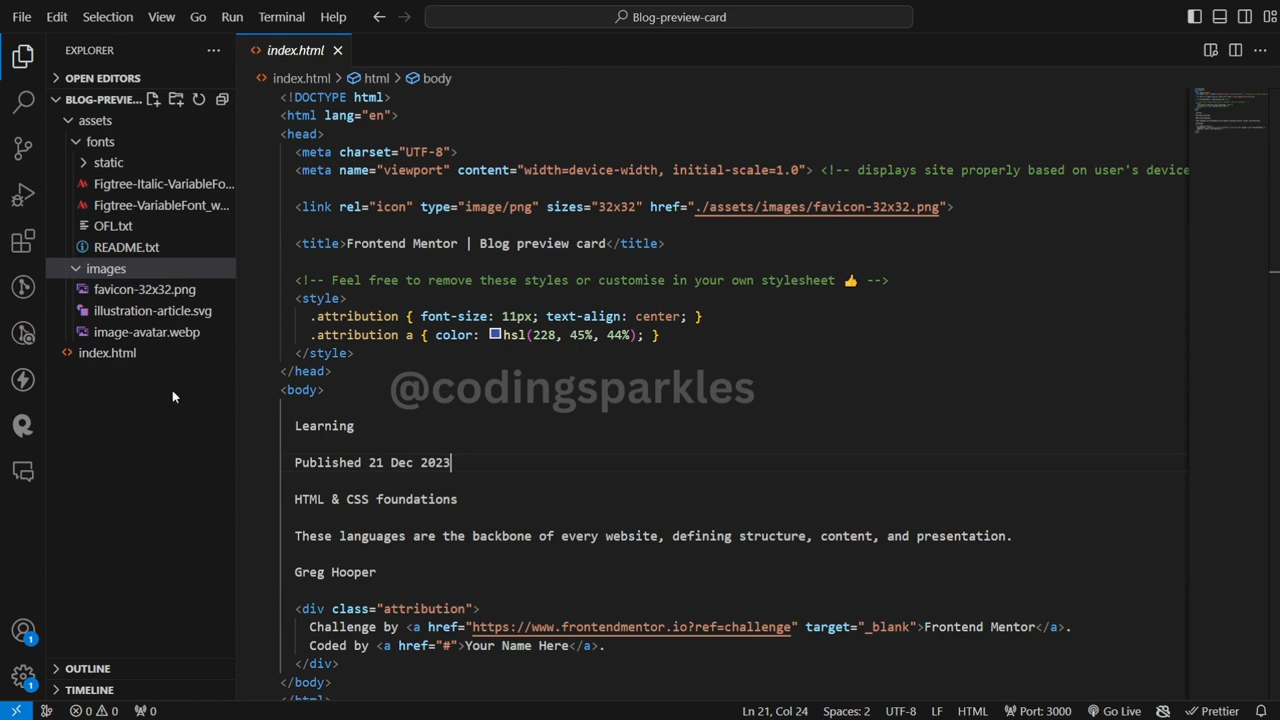 File Edit Selection View Go Run Terminal Help Blog-preview-card
EXPLORER
OPEN EDITORS
BLOG-PREVIE...
assets
fonts
static
Figtree-Italic-VariableFo...
Figtree-VariableFont_w...
OFL.txt
README.txt
images
favicon-32x32.png
illustration-article.svg
image-avatar.webp
index.html
OUTLINE
TIMELINE
index.html
index.html html body
<!DOCTYPE html>
<html lang="en">
<head>
<meta charset="UTF-8">
<meta name="viewport" content="width=device-width, initial-scale=1.0"> <!-- displays site properly based on user's device
<link rel="icon" type="image/png" sizes="32x32" href="./assets/images/favicon-32x32.png">
<title>Frontend Mentor | Blog preview card</title>
<!-- Feel free to remove these styles or customise in your own stylesheet 👍 -->
<style>
.attribution { font-size: 11px; text-align: center; }
.attribution a { color: hsl(228, 45%, 44%); }
</style>
</head>
<body>
@codingsparkles
Learning
Published 21 Dec 2023
HTML & CSS foundations
These languages are the backbone of every website, defining structure, content, and presentation.
Greg Hooper
<div class="attribution">
Challenge by <a href="https://www.frontendmentor.io?ref=challenge" target="_blank">Frontend Mentor</a>.
Coded by <a href="#">Your Name Here</a>.
</div>
</body>
</html>
1
1
0 0 0 Ln 21, Col 24 Spaces: 2 UTF-8 LF HTML Port: 3000 Go Live Prettier